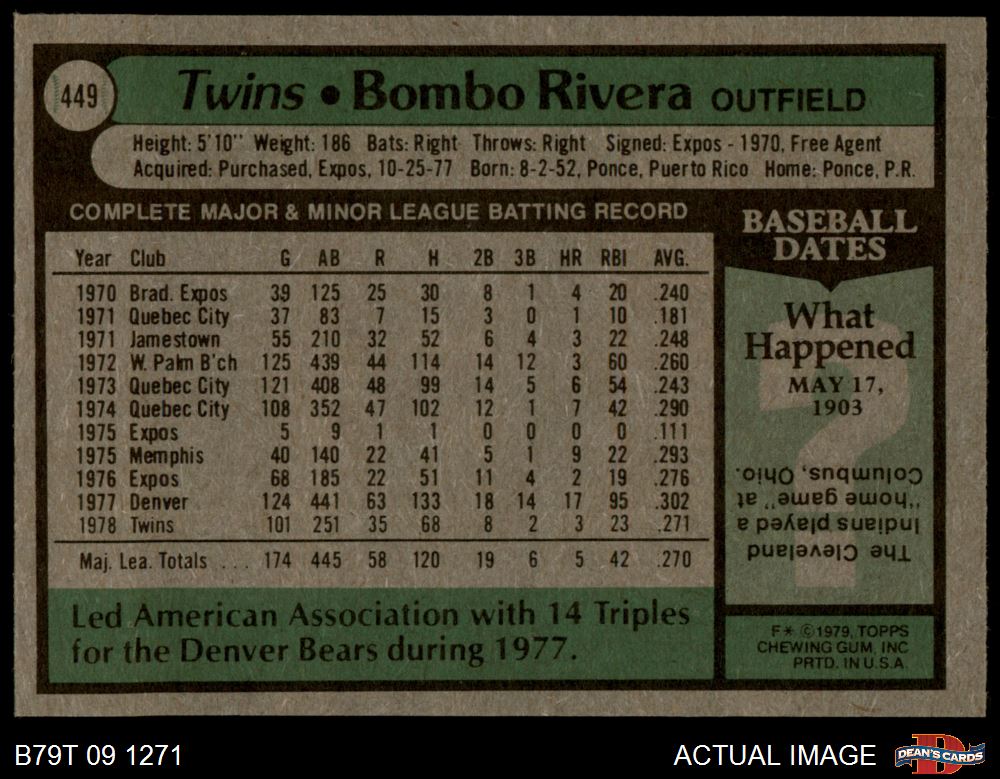 449
Twins • Bombo Rivera OUTFIELD
Height: 5'10" Weight: 186 Bats: Right Throws: Right Signed: Expos - 1970, Free Agent
Acquired: Purchased, Expos, 10-25-77 Born: 8-2-52, Ponce, Puerto Rico Home: Ponce, P.R.
COMPLETE MAJOR & MINOR LEAGUE BATTING RECORD
Year Club G AB R H 2B 3B HR RBI AVG.
1970 Brad. Expos 39 125 25 30 8 1 4 20 .240
1971 Quebec City 37 83 7 15 3 0 1 10 .181
1971 Jamestown 55 210 32 52 6 4 3 22 .248
1972 W. Palm B'ch 125 439 44 114 14 12 3 60 .260
1973 Quebec City 121 408 48 99 14 5 6 54 .243
1974 Quebec City 108 352 47 102 12 1 7 42 .290
1975 Expos 5 9 1 1 0 0 0 0 .111
1975 Memphis 40 140 22 41 5 1 9 22 .293
1976 Expos 68 185 22 51 11 4 2 19 .276
1977 Denver 124 441 63 133 18 14 17 95 .302
1978 Twins 101 251 35 68 8 2 3 23 .271
Maj. Lea. Totals ... 174 445 58 120 19 6 5 42 .270
Led American Association with 14 Triples
for the Denver Bears during 1977.
BASEBALL
DATES
What
Happened
MAY 17,
1903
The Cleveland
Indians played a
"home game" at
Columbus, Ohio.
F* ©1979, TOPPS
CHEWING GUM, INC
PRTD. IN U.S.A.
B79T 09 1271
ACTUAL IMAGE
DEAN'S CARDS